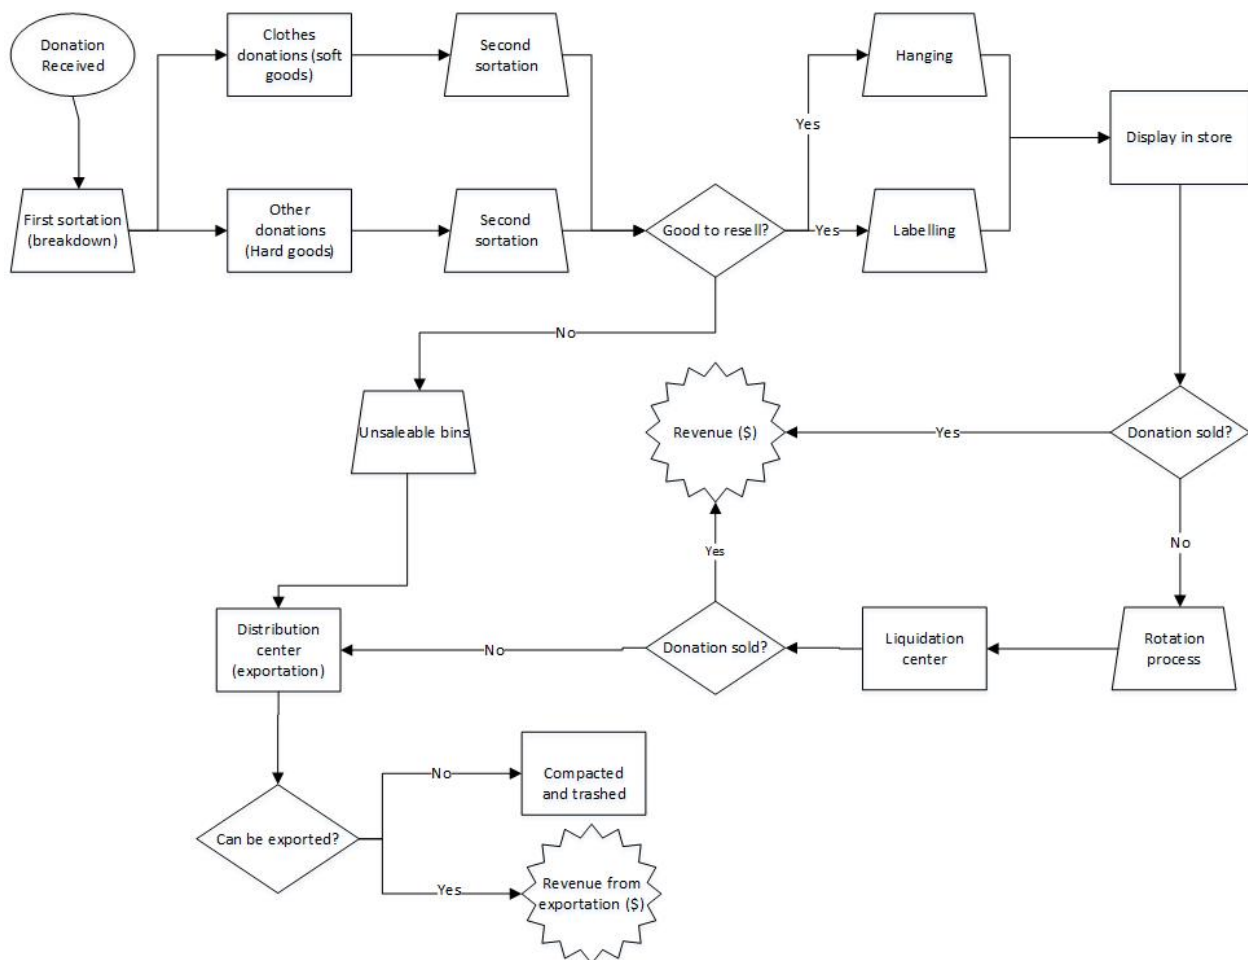 Donation
Received
Clothes
donations (soft
goods)
Second
sortation
Hanging
Yes
Display in store
First sortation
(breakdown)
Other
donations
(Hard goods)
Second
sortation
Good to resell?
Yes
Labelling
No
Unsaleable bins
Revenue ($)
Yes
Donation sold?
No
Yes
Distribution
center
(exportation)
No
Donation sold?
Liquidation
center
Rotation
process
No
Compacted
and trashed
Can be exported?
Yes
Revenue from
exportation ($)